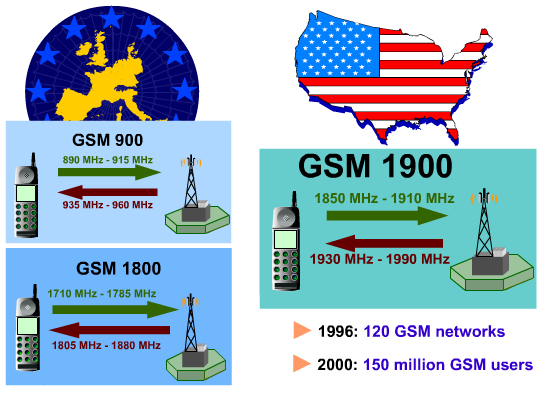 GSM 900
890 MHz - 915 MHz
935 MHz - 960 MHz
GSM 1800
1710 MHz - 1785 MHz
1805 MHz - 1880 MHz
GSM 1900
1850 MHz - 1910 MHz
1930 MHz - 1990 MHz
1996: 120 GSM networks
2000: 150 million GSM users